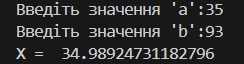 Введіть значення 'a':35
Введіть значення 'b':93
X =  34.98924731182796